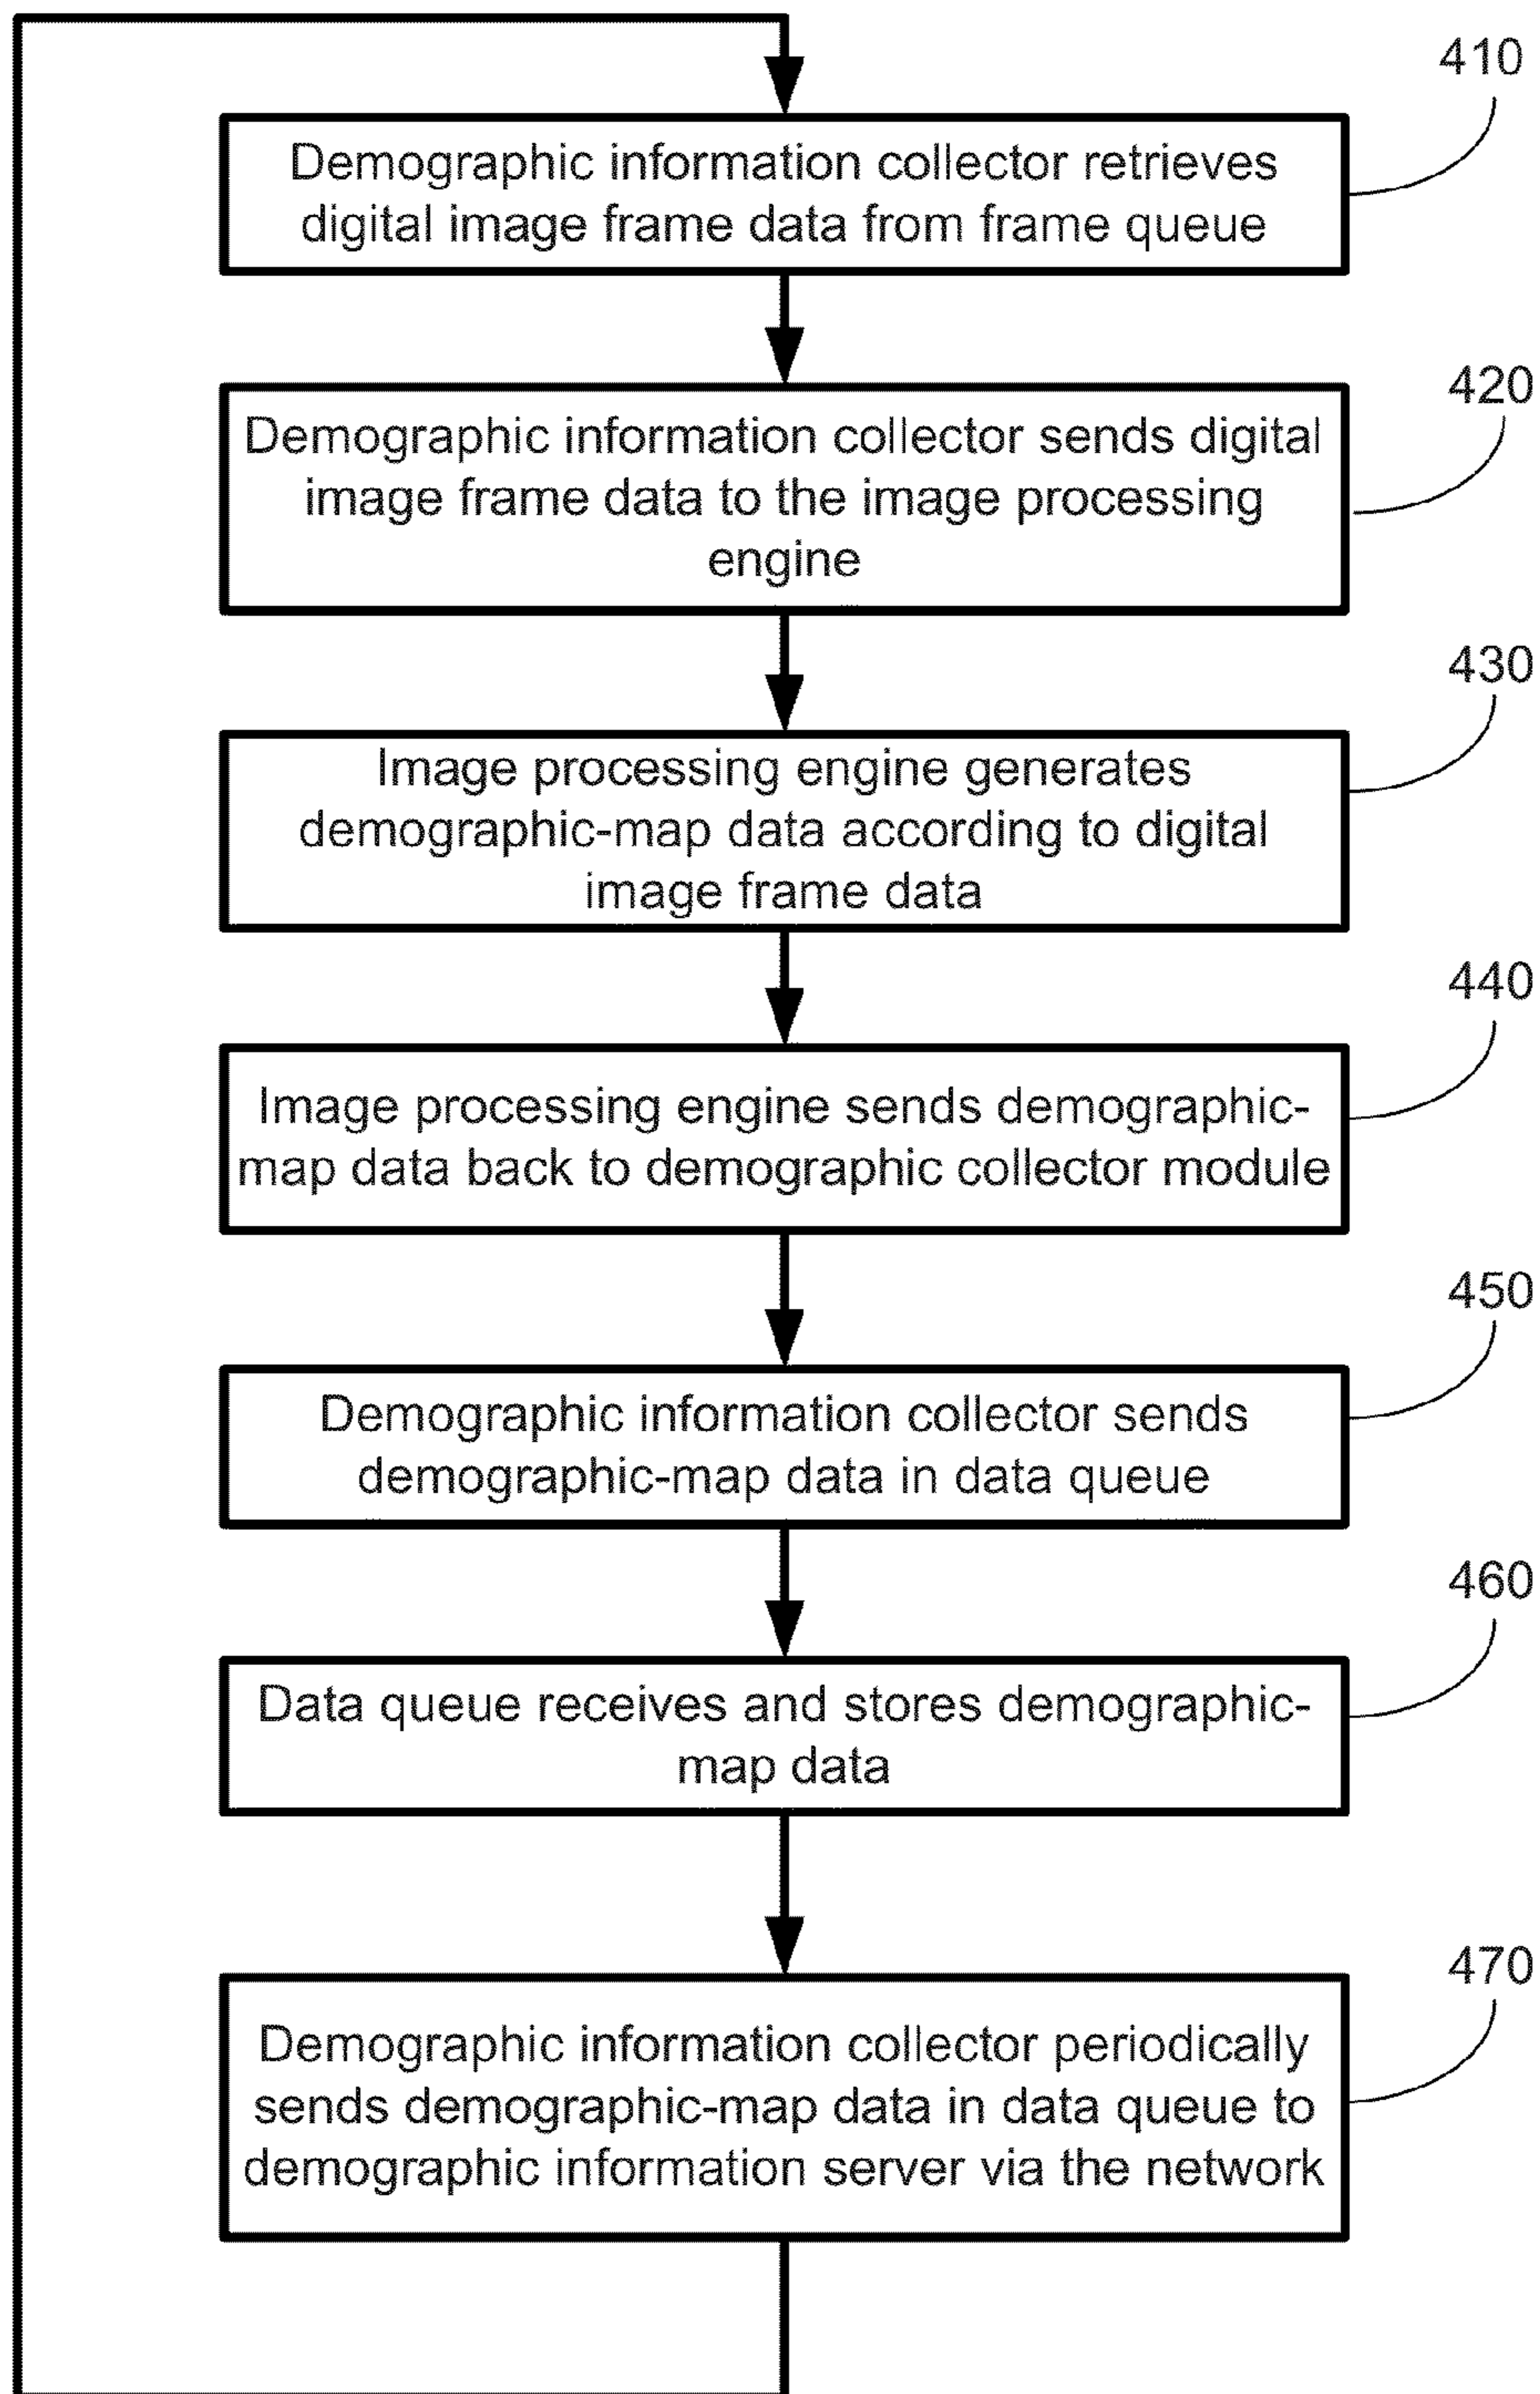 410
Demographic information collector retrieves
digital image frame data from frame queue
420
Demographic information collector sends digital
image frame data to the image processing
engine
430
Image processing engine generates
demographic-map data according to digital
image frame data
440
Image processing engine sends demographic-
map data back to demographic collector module
450
Demographic information collector sends
demographic-map data in data queue
460
Data queue receives and stores demographic-
map data
470
Demographic information collector periodically
sends demographic-map data in data queue to
demographic information server via the network